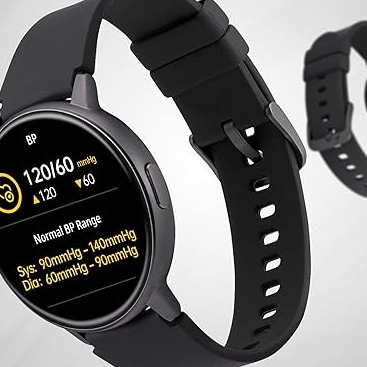 BP
120/60 mmHg
▲120 ▼60
Normal BP Range
Sys: 90mmHg - 140mmHg
Dia: 60mmHg - 90mmHg